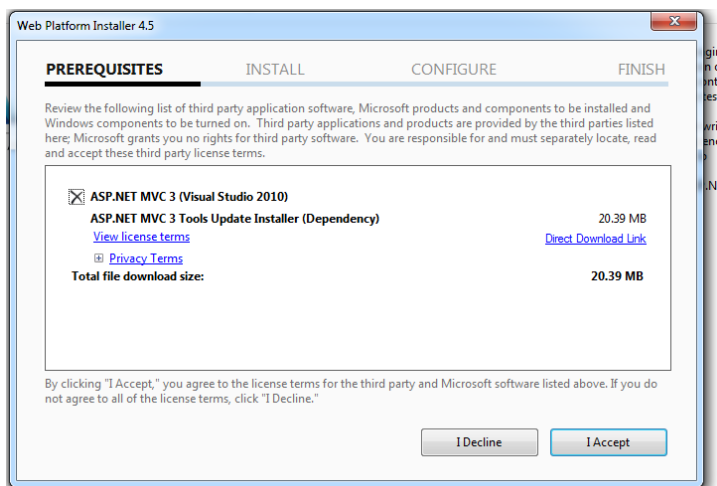 Web Platform Installer 4.5
PREREQUISITES INSTALL CONFIGURE FINISH
Review the following list of third party application software, Microsoft products and components to be installed and
Windows components to be turned on. Third party applications and products are provided by the third parties listed
here; Microsoft grants you no rights for third party software. You are responsible for and must separately locate, read
and accept these third party license terms.
ASP.NET MVC 3 (Visual Studio 2010)
ASP.NET MVC 3 Tools Update Installer (Dependency) 20.39 MB
View license terms Direct Download Link
Privacy Terms
Total file download size: 20.39 MB
By clicking "I Accept," you agree to the license terms for the third party and Microsoft software listed above. If you do
not agree to all of the license terms, click "I Decline."
I Decline I Accept